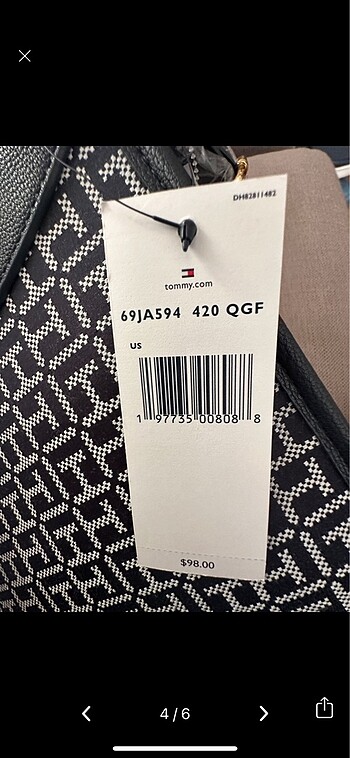 DH82811482
tommy.com
69JA594 420 QGF
US
1 97735 00808 8
$98.00
4/6